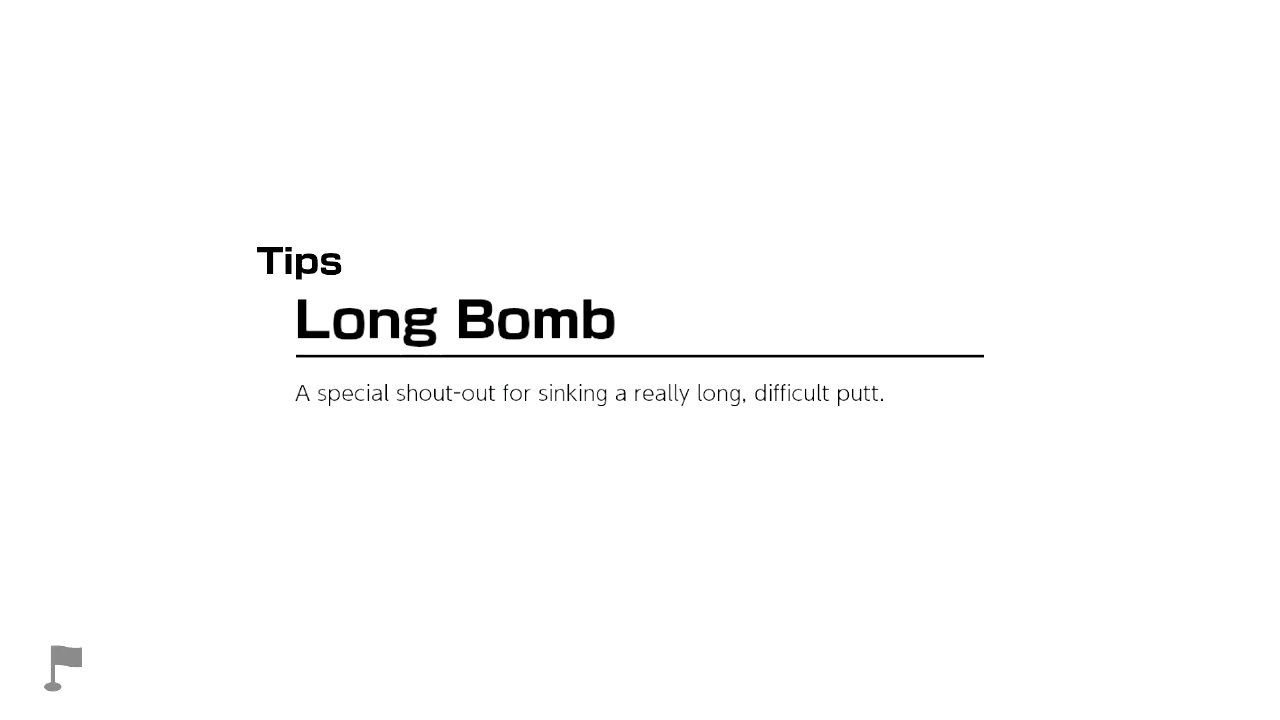 Tips
Long Bomb
A special shout-out for sinking a really long, difficult putt.